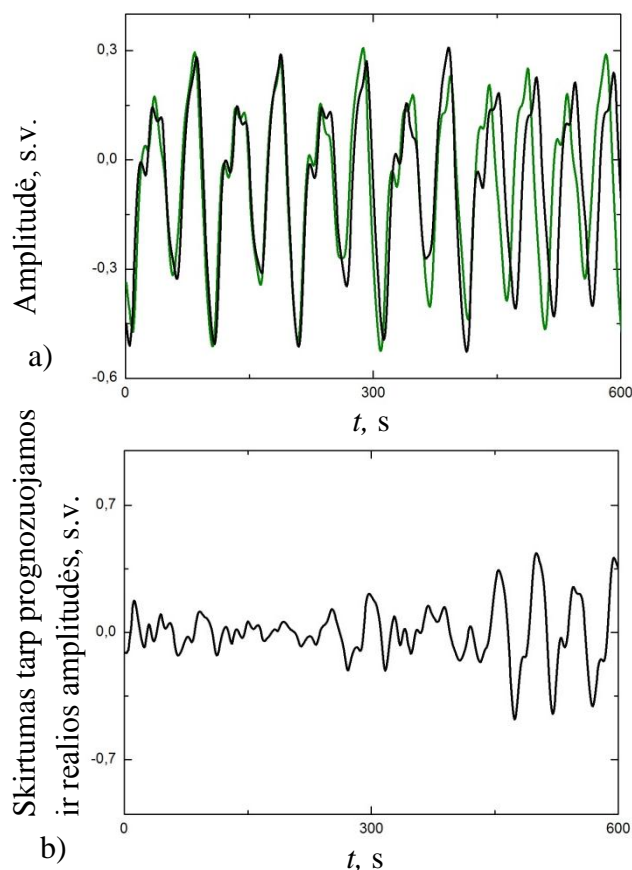 Amplitudė, s.v.
0,3
0,0
-0,3
-0,6
0
300
600
t, s
a)
Skirtumas tarp prognozuojamos
ir realios amplitudės, s.v.
0,7
0,0
-0,7
0
300
600
t, s
b)